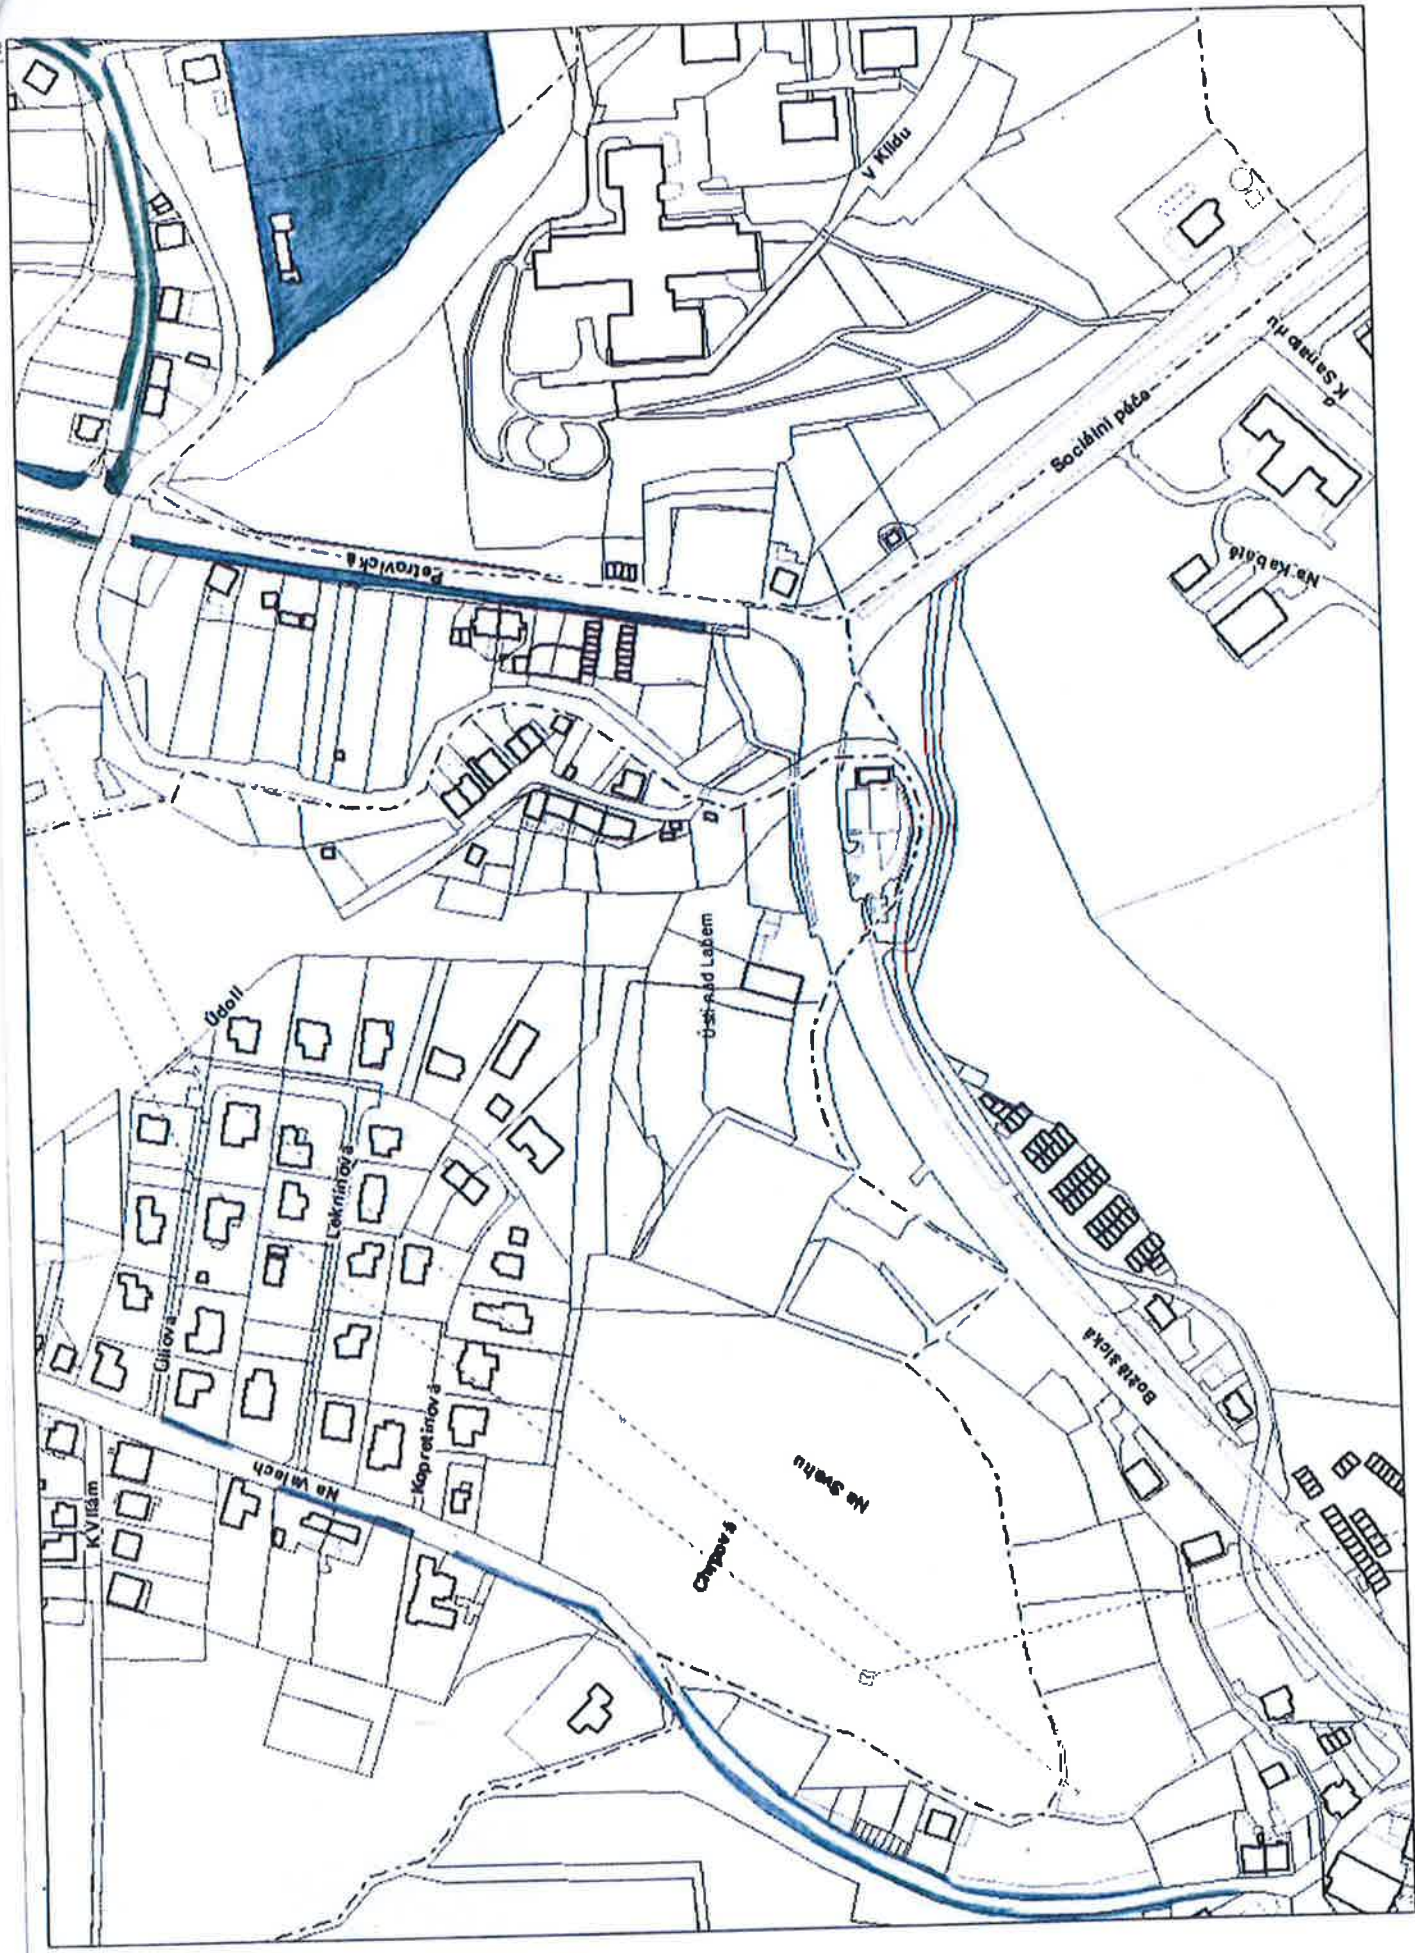 V Klidu
K Sanatoriu
Sociální péče
Na Kabátě
Petrovická
Ústí nad Labem
Údolí
Leknínová
Liliová
Kopretinová
Na Valech
K Vilám
Božtěšická
Na Svahu
Chrpová